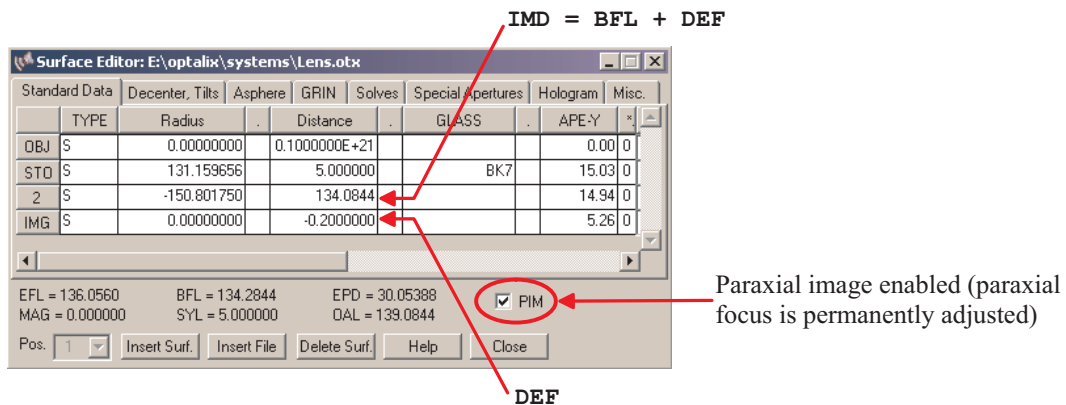 IMD = BFL + DEF
Surface Editor: E:\optalix\systems\Lens.otx
Standard Data Decenter, Tilts Asphere GRIN Solves Special Apertures Hologram Misc.
TYPE Radius . Distance . GLASS . APE-Y *.
OBJ S 0.00000000 0.1000000E+21 0.00 0
STO S 131.159656 5.000000 BK7 15.03 0
2 S -150.801750 134.0844 14.94 0
IMG S 0.00000000 -0.2000000 5.26 0
EFL = 136.0560 BFL = 134.2844 EPD = 30.05388 PIM
MAG = 0.000000 SYL = 5.000000 OAL = 139.0844
Paraxial image enabled (paraxial
focus is permanently adjusted)
Pos. 1 Insert Surf. Insert File Delete Surf. Help Close
DEF